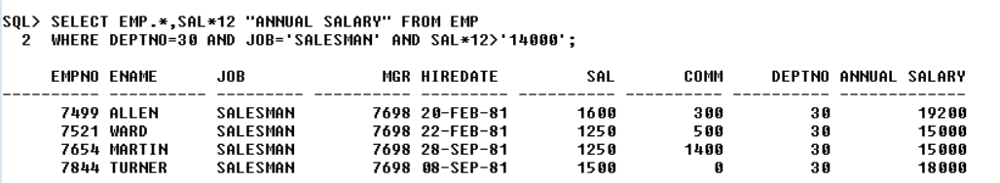 SQL> SELECT EMP.*,SAL*12 "ANNUAL SALARY" FROM EMP
2 WHERE DEPTNO=30 AND JOB='SALESMAN' AND SAL*12>'14000';
EMPNO ENAME JOB MGR HIREDATE SAL COMM DEPTNO ANNUAL SALARY
---------- ---------- --------- ---------- --------- ---------- ---------- ---------- -------------
7499 ALLEN SALESMAN 7698 20-FEB-81 1600 300 30 19200
7521 WARD SALESMAN 7698 22-FEB-81 1250 500 30 15000
7654 MARTIN SALESMAN 7698 28-SEP-81 1250 1400 30 15000
7844 TURNER SALESMAN 7698 08-SEP-81 1500 0 30 18000